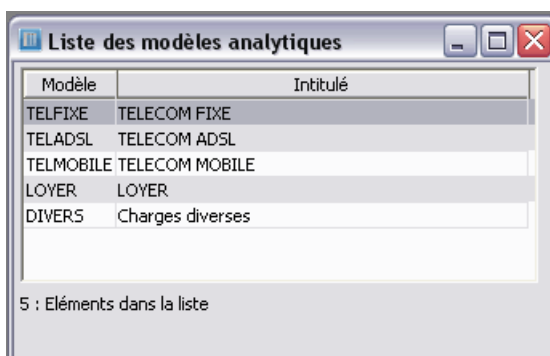 Liste des modèles analytiques
Modèle Intitulé
TELFIXE TELECOM FIXE
TELADSL TELECOM ADSL
TELMOBILE TELECOM MOBILE
LOYER LOYER
DIVERS Charges diverses
5 : Eléments dans la liste